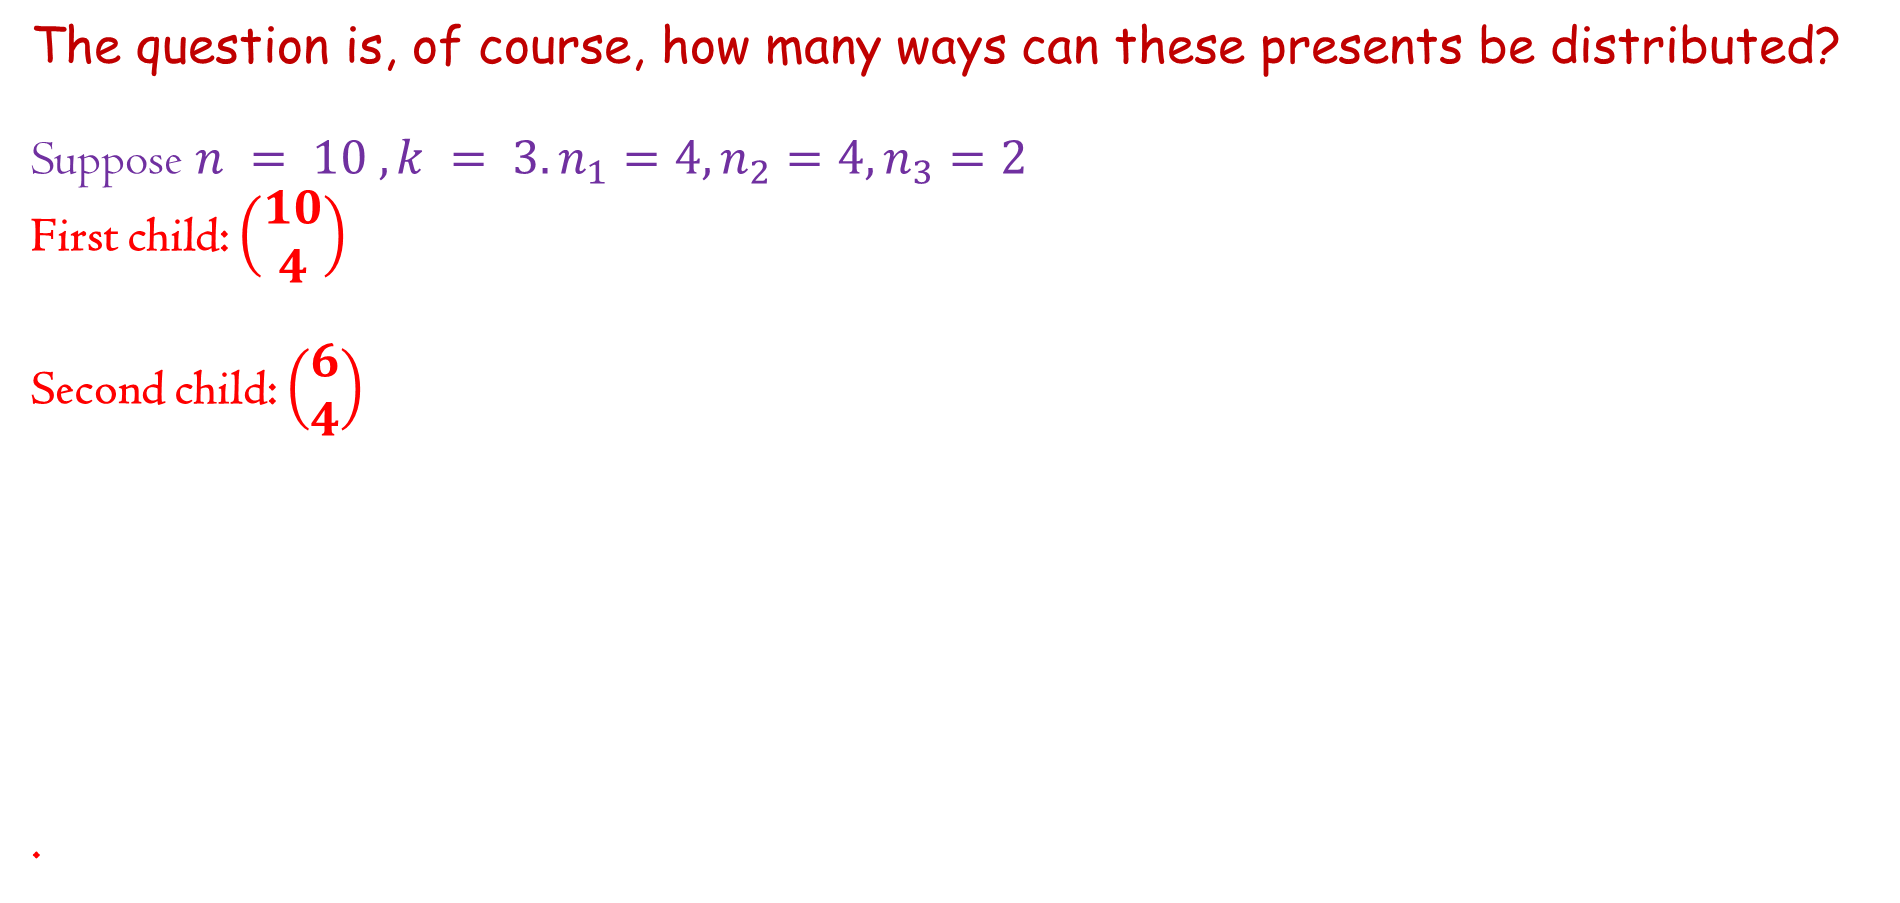 The question is, of course, how many ways can these presents be distributed?
Suppose n = 10 , k = 3. n₁ = 4, n₂ = 4, n₃ = 2
First child: (10
4)
Second child: (6
4)
.